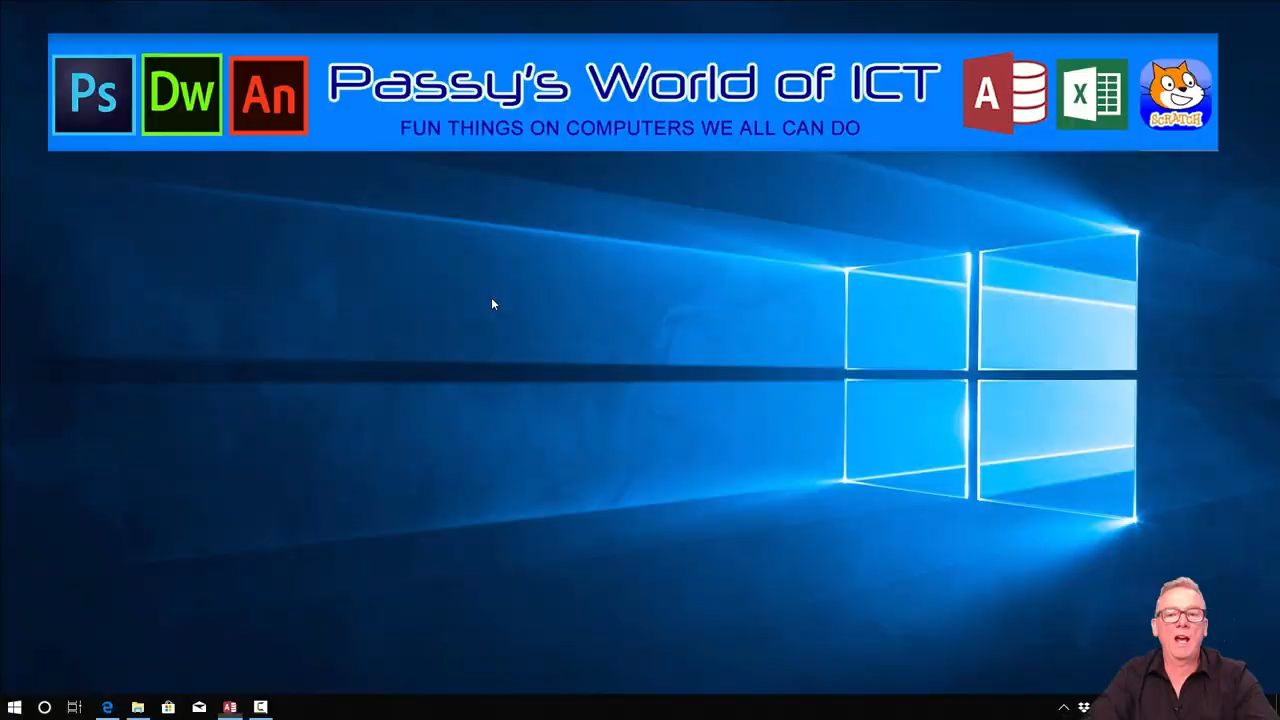 Ps
Dw
An
Passy's World of ICT
FUN THINGS ON COMPUTERS WE ALL CAN DO
A
X
SCRATCH